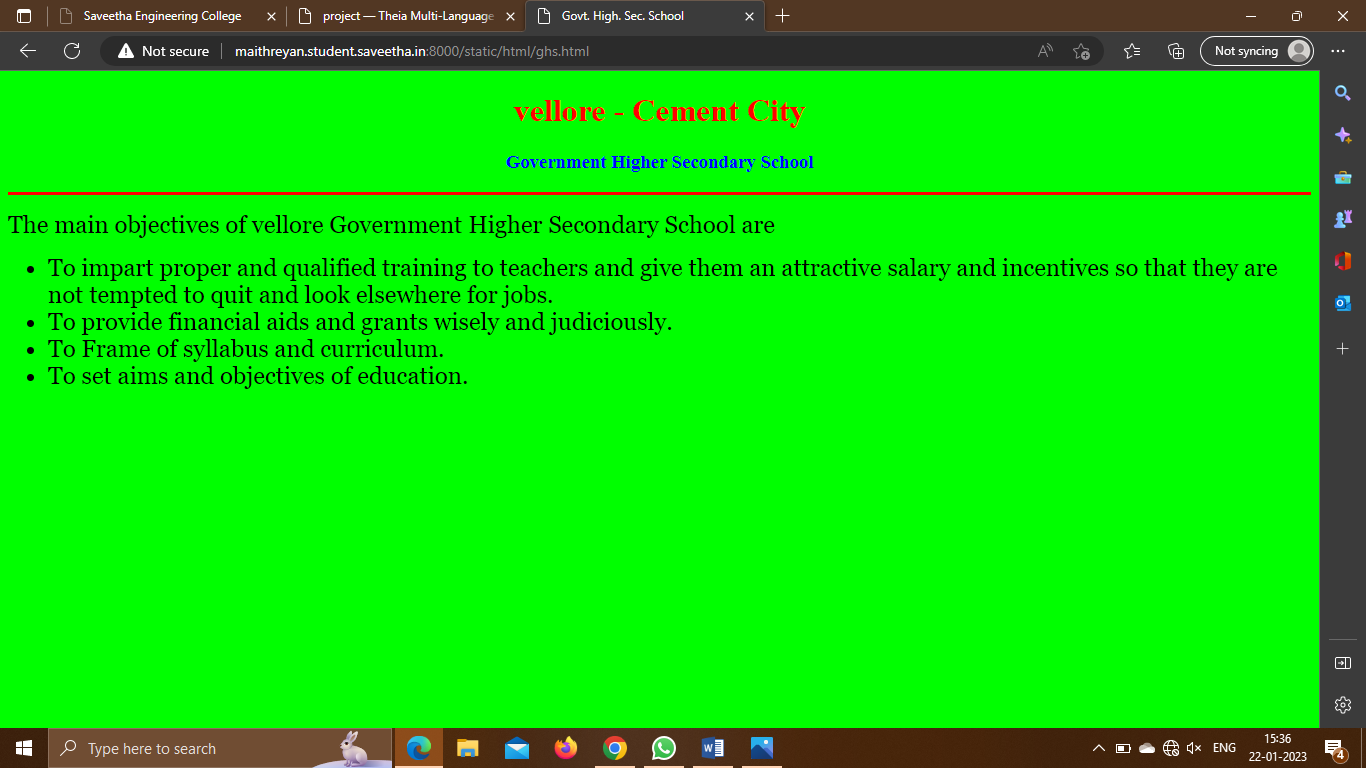 Saveetha Engineering College
project — Theia Multi-Language
Govt. High. Sec. School
Not secure
maithreyan.student.saveetha.in:8000/static/html/ghs.html
Not syncing
vellore - Cement City
Government Higher Secondary School
The main objectives of vellore Government Higher Secondary School are
• To impart proper and qualified training to teachers and give them an attractive salary and incentives so that they are
not tempted to quit and look elsewhere for jobs.
• To provide financial aids and grants wisely and judiciously.
• To Frame of syllabus and curriculum.
• To set aims and objectives of education.
Type here to search
ENG
15:36
22-01-2023
4